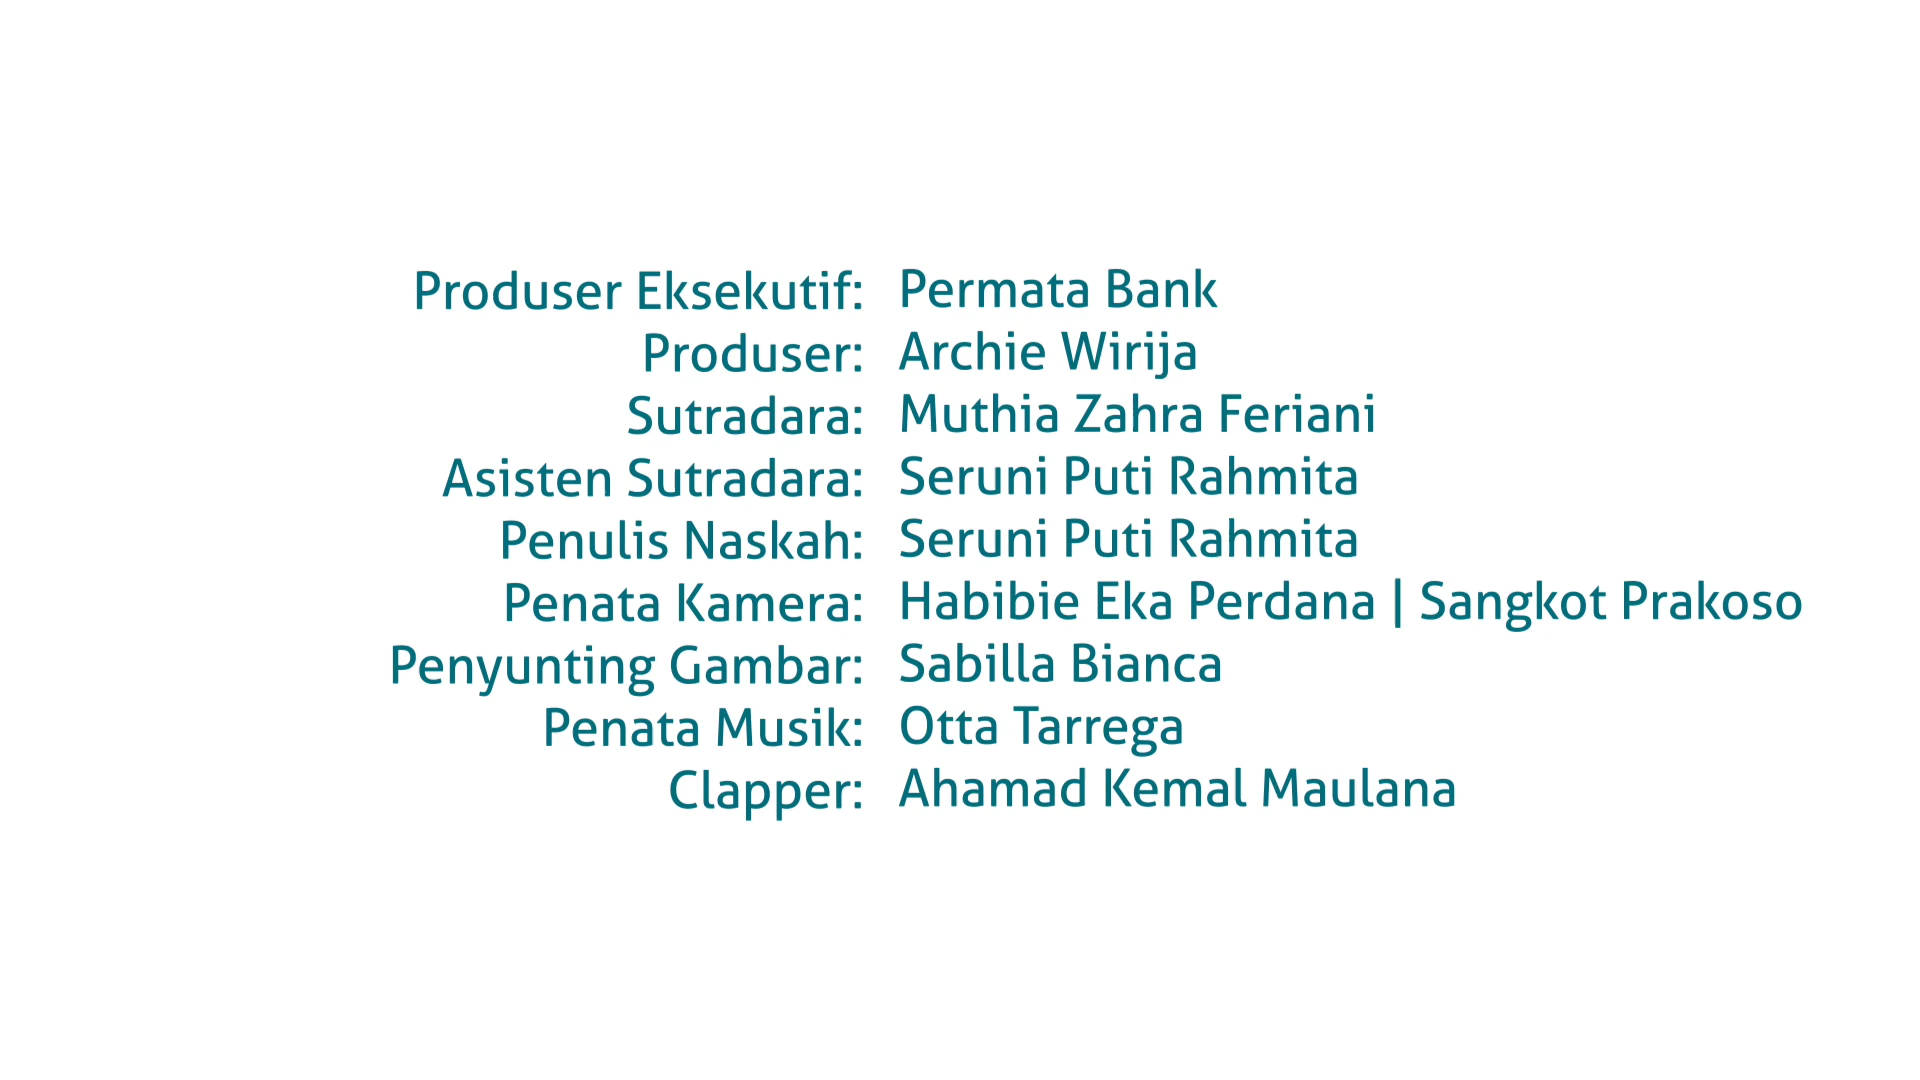 Produser Eksekutif: Permata Bank
Produser: Archie Wirija
Sutradara: Muthia Zahra Feriani
Asisten Sutradara: Seruni Puti Rahmita
Penulis Naskah: Seruni Puti Rahmita
Penata Kamera: Habibie Eka Perdana | Sangkot Prakoso
Penyunting Gambar: Sabilla Bianca
Penata Musik: Otta Tarrega
Clapper: Ahamad Kemal Maulana